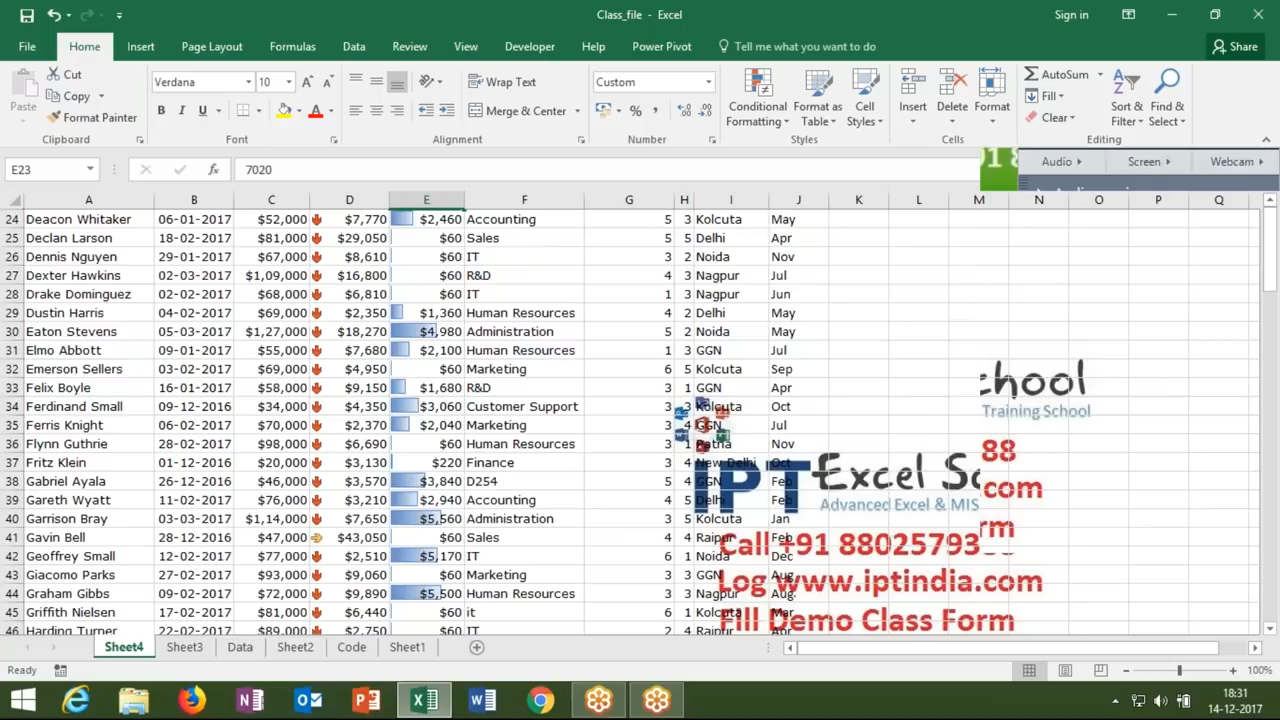 Class_file - Excel
Sign in
File Home Insert Page Layout Formulas Data Review View Developer Help Power Pivot Tell me what you want to do Share
Paste Cut Copy Format Painter Clipboard
Verdana 10 B I U Font
Wrap Text Merge & Center Alignment
Custom % , Number
Conditional Formatting Format as Table Cell Styles Styles
Insert Delete Format Cells
AutoSum Fill Clear Sort & Filter Find & Select Editing
E23 fx 7020
Audio Screen Webcam
A B C D E F G H I J K L M N O P Q
24 Deacon Whitaker 06-01-2017 $52,000 $7,770 $2,460 Accounting 5 3 Kolcuta May
25 Declan Larson 18-02-2017 $81,000 $29,050 $60 Sales 5 5 Delhi Apr
26 Dennis Nguyen 29-01-2017 $67,000 $8,610 $60 IT 3 2 Noida Nov
27 Dexter Hawkins 02-03-2017 $1,09,000 $16,800 $60 R&D 4 3 Nagpur Jul
28 Drake Dominguez 02-02-2017 $68,000 $6,810 $60 IT 1 3 Nagpur Jun
29 Dustin Harris 04-02-2017 $69,000 $2,350 $1,360 Human Resources 4 2 Delhi May
30 Eaton Stevens 05-03-2017 $1,27,000 $18,270 $4,980 Administration 5 2 Noida May
31 Elmo Abbott 09-01-2017 $55,000 $7,680 $2,100 Human Resources 1 3 GGN Jul
32 Emerson Sellers 03-02-2017 $69,000 $4,950 $60 Marketing 6 5 Kolcuta Sep
33 Felix Boyle 16-01-2017 $58,000 $9,150 $1,680 R&D 3 1 GGN Apr
34 Ferdinand Small 09-12-2016 $34,000 $4,350 $3,060 Customer Support 3 3 Kolcuta Oct
35 Ferris Knight 06-02-2017 $70,000 $2,370 $2,040 Marketing 3 4 GGN Jul
36 Flynn Guthrie 28-02-2017 $98,000 $6,690 $60 Human Resources 3 1 Patna Nov
37 Fritz Klein 01-12-2016 $20,000 $3,130 $220 Finance 3 4 New Delhi Oct
38 Gabriel Ayala 26-12-2016 $46,000 $3,570 $3,840 D254 5 4 GGN Feb
39 Gareth Wyatt 11-02-2017 $76,000 $3,210 $2,940 Accounting 4 5 Delhi Feb
40 Garrison Bray 03-03-2017 $1,14,000 $7,650 $5,560 Administration 3 5 Kolcuta Jan
41 Gavin Bell 28-12-2016 $47,000 $43,050 $60 Sales 4 4 Raipur Feb
42 Geoffrey Small 12-02-2017 $77,000 $2,510 $5,170 IT 6 1 Noida Dec
43 Giacomo Parks 27-02-2017 $93,000 $9,060 $60 Marketing 3 3 GGN Aug
44 Graham Gibbs 09-02-2017 $72,000 $9,890 $5,500 Human Resources 3 3 Nagpur Aug
45 Griffith Nielsen 17-02-2017 $81,000 $6,440 $60 it 6 1 Kolcuta Mar
46 Harding Turner 22-02-2017 $89,000 $2,750 $60 IT 2 4 Raipur Apr
chool
Training School
88
com
rm
IPT Excel Sc
Advanced Excel & MIS
Call +91 88025793
Log www.iptindia.com
Fill Demo Class Form
Sheet4 Sheet3 Data Sheet2 Code Sheet1
Ready 100%
18:31
14-12-2017